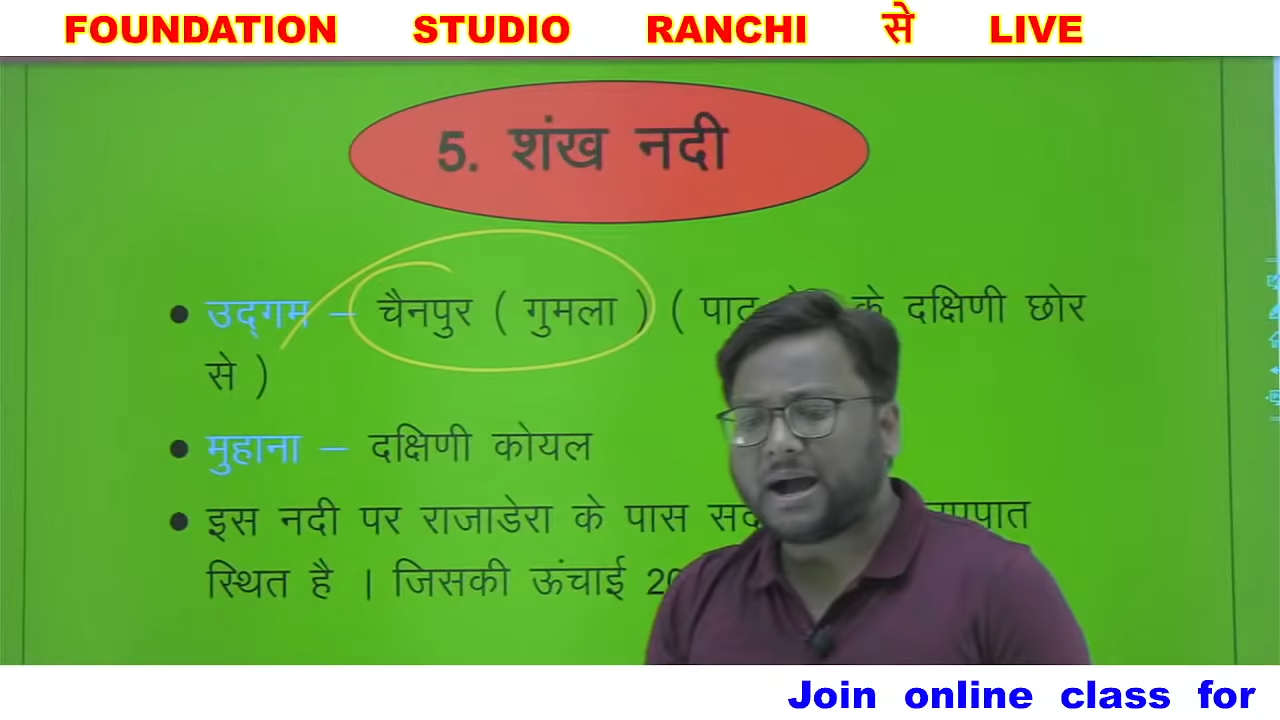 FOUNDATION STUDIO RANCHI से LIVE
5. शंख नदी
• उद्गम – चैनपुर ( गुमला ) ( पाट के दक्षिणी छोर
से )
• मुहाना – दक्षिणी कोयल
• इस नदी पर राजाडेरा के पास
स्थित है । जिसकी ऊंचाई
Join online class for